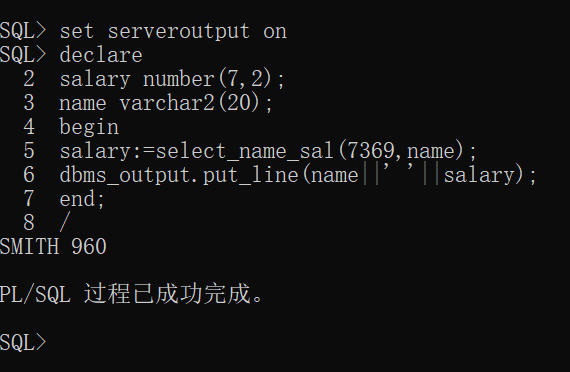 SQL> set serveroutput on
SQL> declare
  2  salary number(7,2);
  3  name varchar2(20);
  4  begin
  5  salary:=select_name_sal(7369,name);
  6  dbms_output.put_line(name||' '||salary);
  7  end;
  8  /
SMITH 960
PL/SQL 过程已成功完成。
SQL>